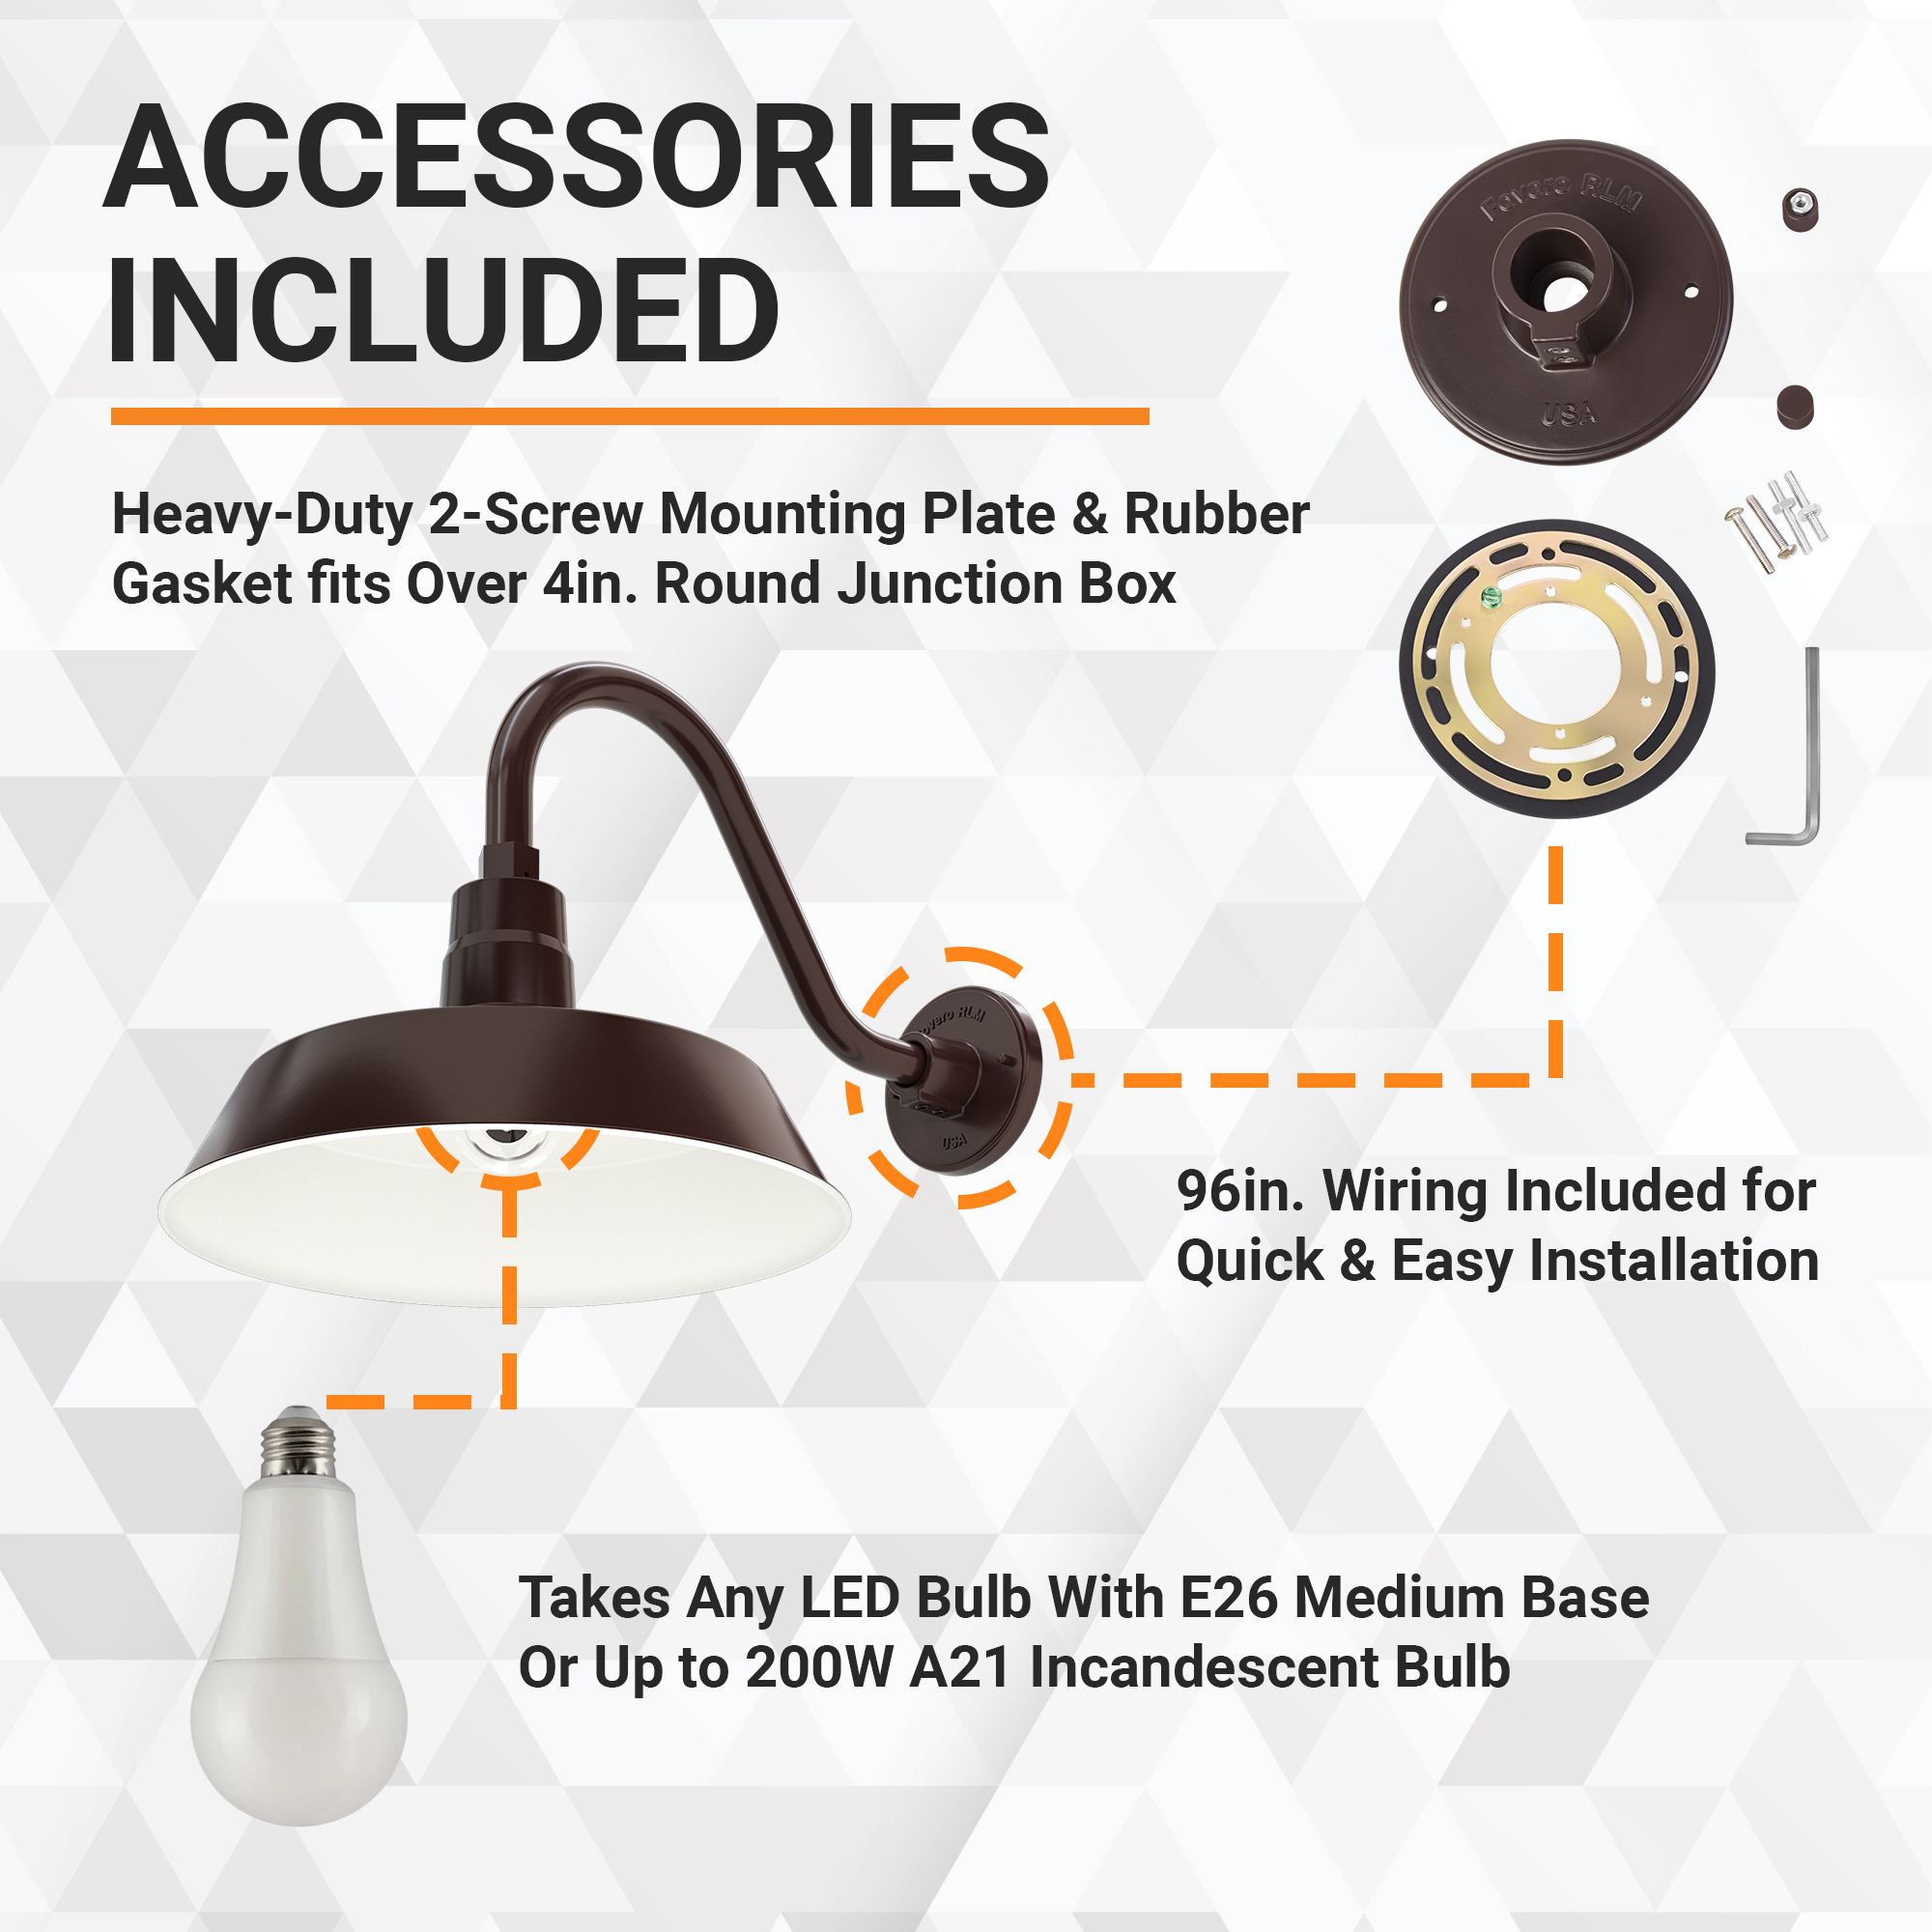 ACCESSORIES
INCLUDED
Favero RLM
USA
Heavy-Duty 2-Screw Mounting Plate & Rubber
Gasket fits Over 4in. Round Junction Box
RLM
USA
96in. Wiring Included for
Quick & Easy Installation
Takes Any LED Bulb With E26 Medium Base
Or Up to 200W A21 Incandescent Bulb